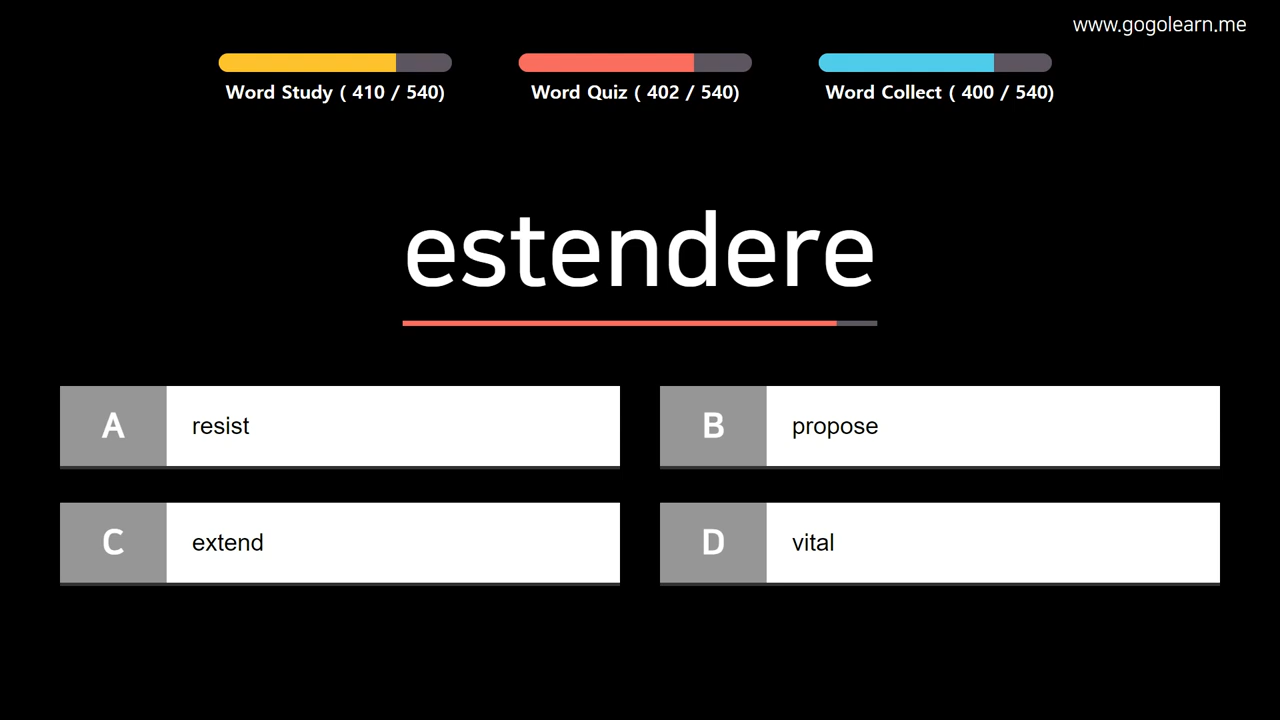 www.gogolearn.me
Word Study ( 410 / 540)
Word Quiz ( 402 / 540)
Word Collect ( 400 / 540)
estendere
A resist
B propose
C extend
D vital